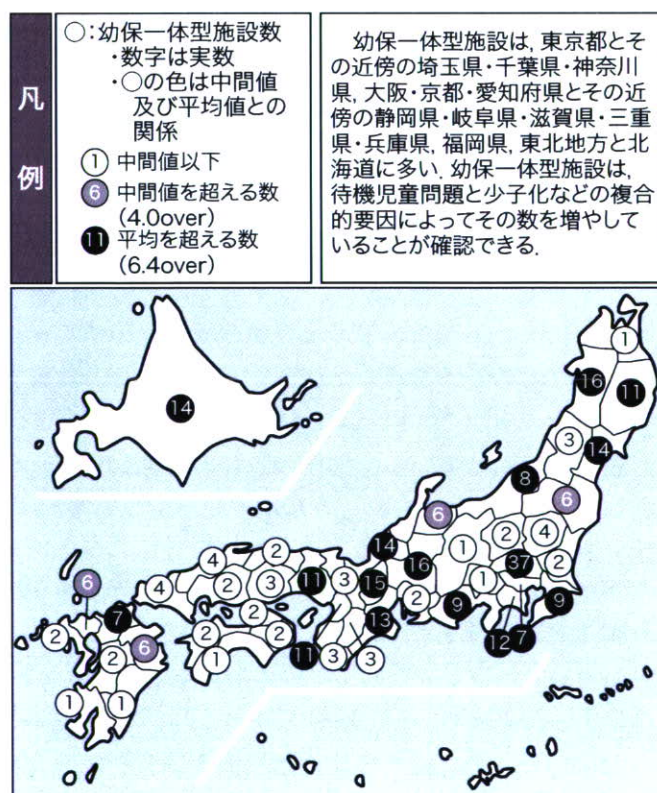 凡例
○:幼保一体型施設数
・数字は実数
・○の色は中間値
及び平均値との
関係
① 中間値以下
6 中間値を超える数
(4.0over)
11 平均を超える数
(6.4over)
幼保一体型施設は,東京都とそ
の近傍の埼玉県・千葉県・神奈川
県,大阪・京都・愛知府県とその近
傍の静岡県・岐阜県・滋賀県・三重
県・兵庫県,福岡県,東北地方と北
海道に多い.幼保一体型施設は,
待機児童問題と少子化などの複合
的要因によってその数を増やして
いることが確認できる.
1
14
16
11
3
14
8
6
6
2
4
14
1
37
2
16
2
4
2
3
11
3
15
1
4
6
2
9
9
7
2
2
13
12
7
2
2
6
1
11
3
3
1
1